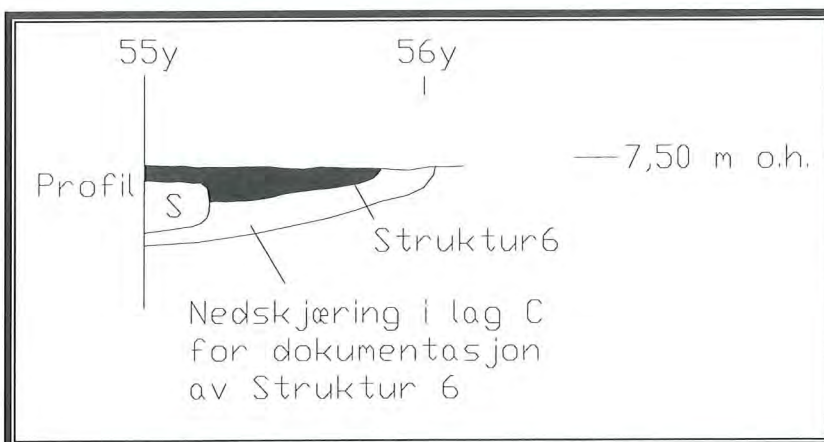 55y 56y
7,50 m o.h.
Profil
S
Struktur6
Nedskjæring i lag C
for dokumentasjon
av Struktur 6